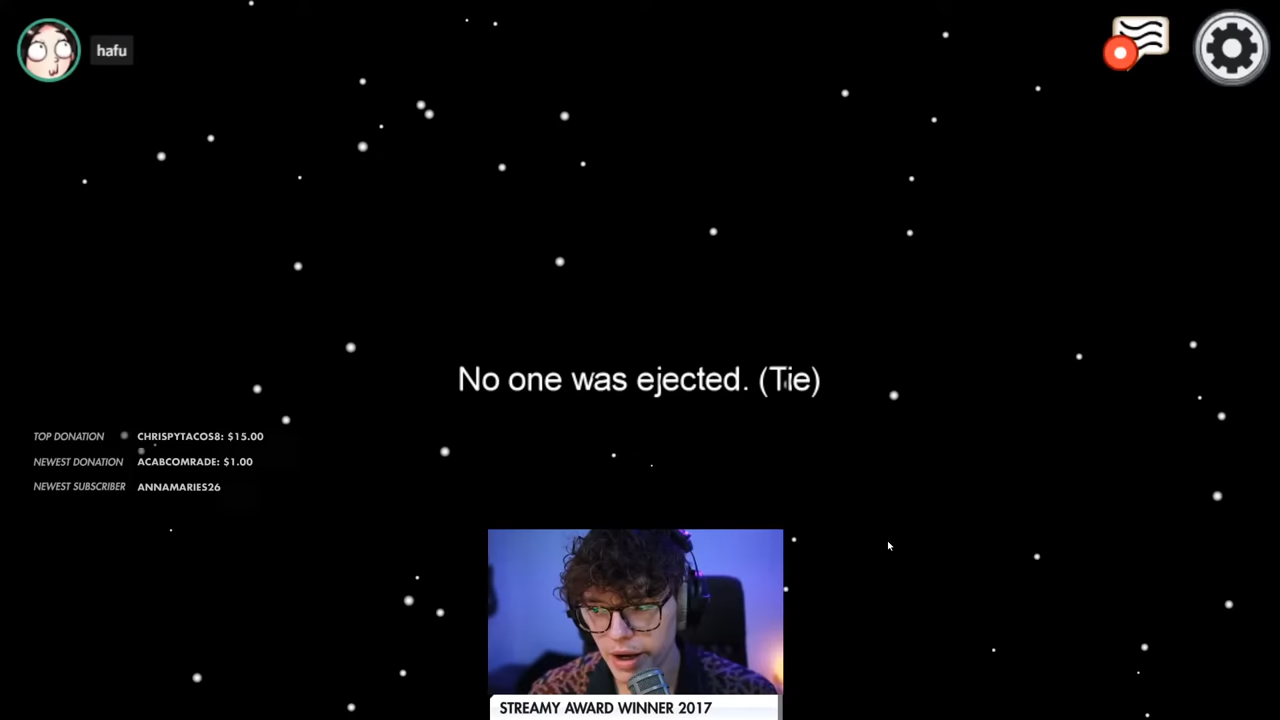 hafu
No one was ejected. (Tie)
TOP DONATION CHRISPYTACOS8: $15.00
NEWEST DONATION ACABCOMRADE: $1.00
NEWEST SUBSCRIBER ANNAMARIES26
STREAMY AWARD WINNER 2017